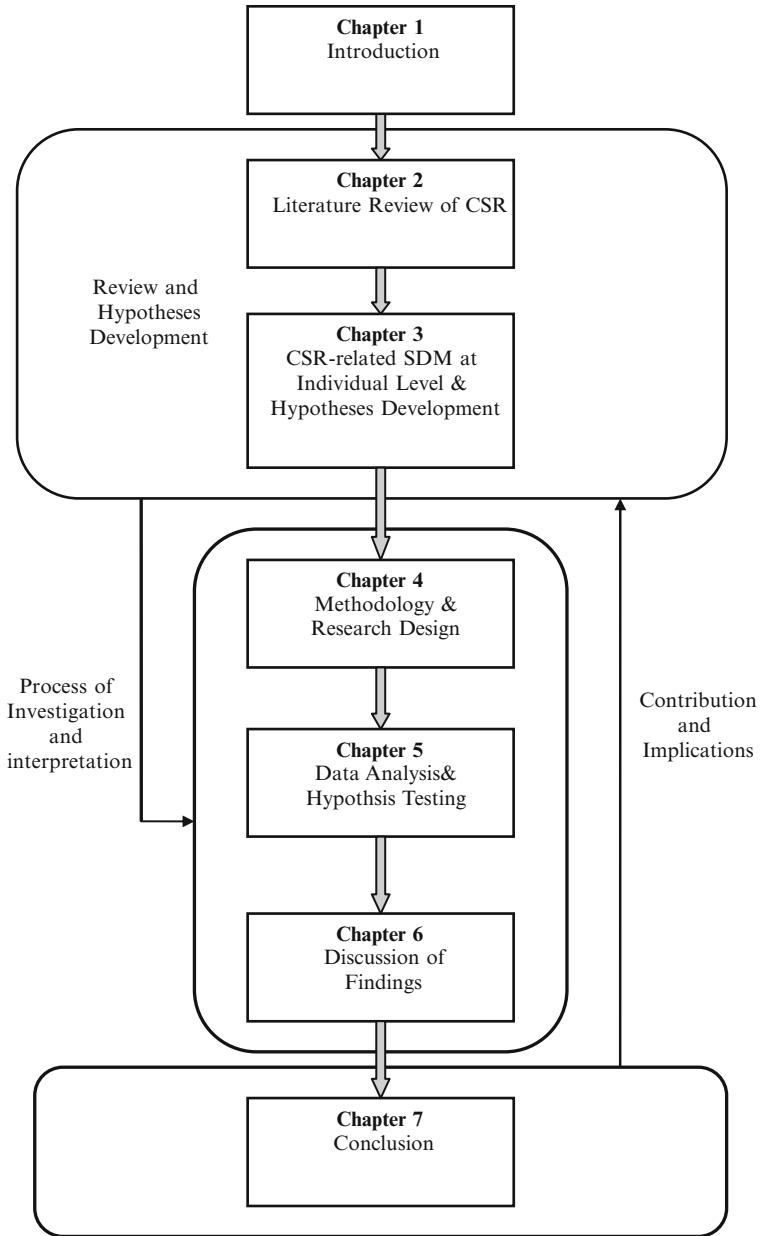 Chapter 1
Introduction
Chapter 2
Literature Review of CSR
Review and
Hypotheses
Development
Chapter 3
CSR-related SDM at
Individual Level &
Hypotheses Development
Chapter 4
Methodology &
Research Design
Process of
Investigation
and
interpretation
Contribution
and
Implications
Chapter 5
Data Analysis&
Hypothsis Testing
Chapter 6
Discussion of
Findings
Chapter 7
Conclusion